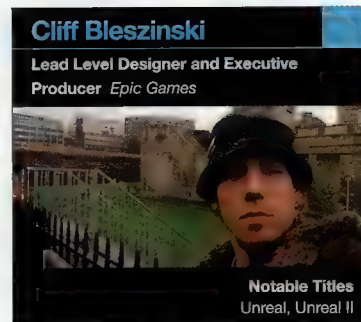 Cliff Bleszinski
Lead Level Designer and Executive
Producer Epic Games
Notable Titles
Unreal, Unreal II